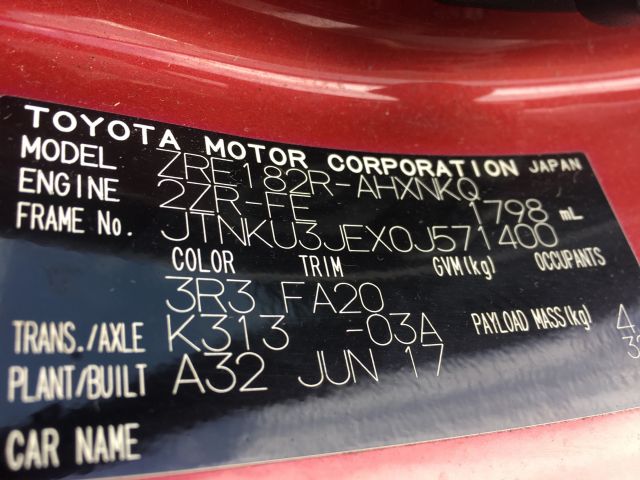 TOYOTA MOTOR CORPORATION JAPAN
MODEL ZRE182R-AHXNKQ
ENGINE 2ZR-FE 1798 mL
FRAME No. JTNKU3JEX0J571400
COLOR TRIM GVM(kg) OCCUPANTS
3R3 FA20
TRANS./AXLE K313 -03A PAYLOAD MASS(kg) 4
PLANT/BUILT A32 JUN 17 32
CAR NAME